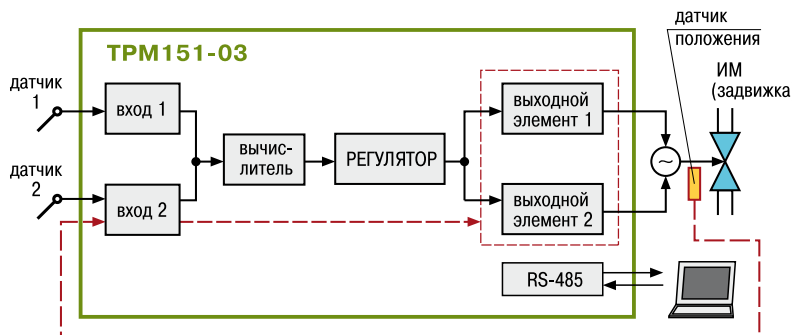 датчик
положения
ТРМ151-03
ИМ
(задвижка
датчик
1
вход 1
выходной
элемент 1
вычис-
литель
РЕГУЛЯТОР
датчик
2
вход 2
выходной
элемент 2
RS-485